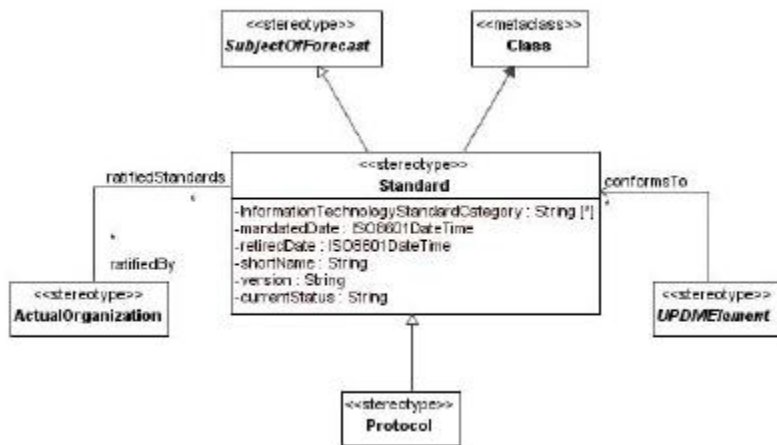 <<stereotype>>
SubjectOfForecast
<<metaclass>>
Class
<<stereotype>>
Standard
-InformationTechnologyStandardCategory : String [*]
-mandatedDate : ISO8601DateTime
-retiredDate : ISO8601DateTime
-shortName : String
-version : String
-currentStatus : String
ratifiedStandards
*
*
ratifiedBy
conformsTo
*
<<stereotype>>
ActualOrganization
<<stereotype>>
UPDMElement
<<stereotype>>
Protocol